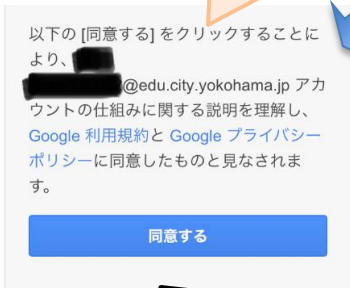 以下の [同意する] をクリックすることに
より、
@edu.city.yokohama.jp アカ
ウントの仕組みに関する説明を理解し、
Google 利用規約と Google プライバシー
ポリシーに同意したものと見なされま
す。
同意する